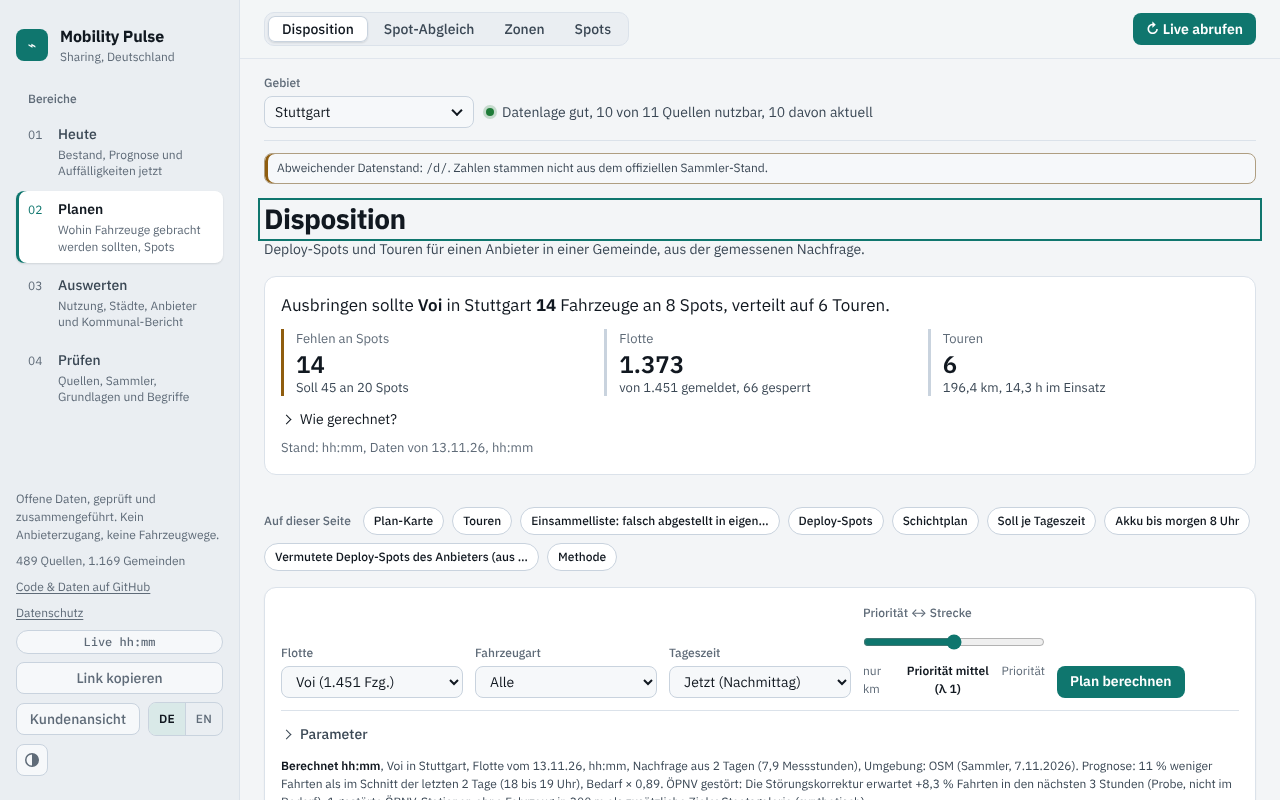 Mobility Pulse
Sharing, Deutschland
Bereiche
01 Heute
Bestand, Prognose und
Auffälligkeiten jetzt
02 Planen
Wohin Fahrzeuge gebracht
werden sollten, Spots
03 Auswerten
Nutzung, Städte, Anbieter
und Kommunal-Bericht
04 Prüfen
Quellen, Sammler,
Grundlagen und Begriffe
Offene Daten, geprüft und
zusammengeführt. Kein
Anbieterzugang, keine Fahrzeugwege.
489 Quellen, 1.169 Gemeinden
Code & Daten auf GitHub
Datenschutz
Live hh:mm
Link kopieren
Kundenansicht DE EN
Disposition Spot-Abgleich Zonen Spots
↻ Live abrufen
Gebiet
Stuttgart
Datenlage gut, 10 von 11 Quellen nutzbar, 10 davon aktuell
Abweichender Datenstand: /d/. Zahlen stammen nicht aus dem offiziellen Sammler-Stand.
Disposition
Deploy-Spots und Touren für einen Anbieter in einer Gemeinde, aus der gemessenen Nachfrage.
Ausbringen sollte Voi in Stuttgart 14 Fahrzeuge an 8 Spots, verteilt auf 6 Touren.
Fehlen an Spots
14
Soll 45 an 20 Spots
Flotte
1.373
von 1.451 gemeldet, 66 gesperrt
Touren
6
196,4 km, 14,3 h im Einsatz
Wie gerechnet?
Stand: hh:mm, Daten von 13.11.26, hh:mm
Auf dieser Seite Plan-Karte Touren Einsammelliste: falsch abgestellt in eigen... Deploy-Spots Schichtplan Soll je Tageszeit Akku bis morgen 8 Uhr
Vermutete Deploy-Spots des Anbieters (aus ... Methode
Flotte
Voi (1.451 Fzg.)
Fahrzeugart
Alle
Tageszeit
Jetzt (Nachmittag)
Priorität ↔ Strecke
nur km
Priorität mittel (λ 1)
Priorität
Plan berechnen
Parameter
Berechnet hh:mm, Voi in Stuttgart, Flotte vom 13.11.26, hh:mm, Nachfrage aus 2 Tagen (7,9 Messstunden), Umgebung: OSM (Sammler, 7.11.2026). Prognose: 11 % weniger
Fahrten als im Schnitt der letzten 2 Tage (18 bis 19 Uhr), Bedarf × 0,89. ÖPNV gestört: Die Störungskorrektur erwartet +8,3 % Fahrten in den nächsten 3 Stunden (Probe, nicht im